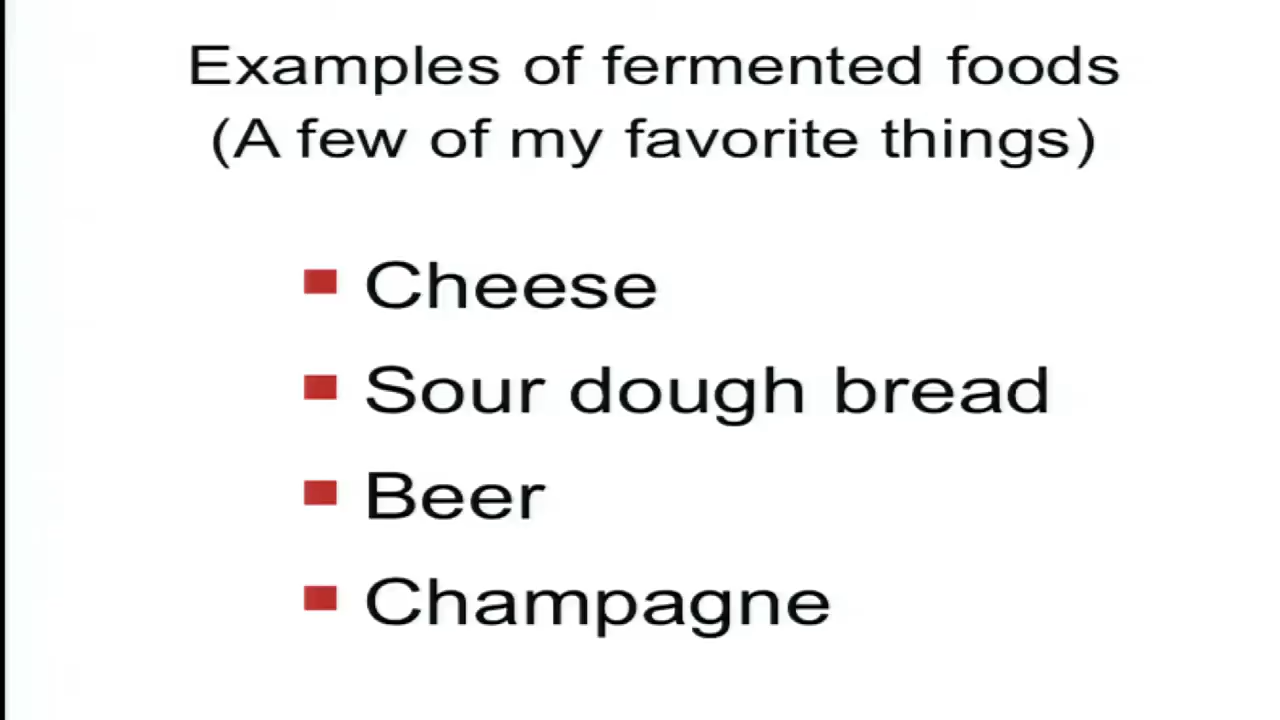 Examples of fermented foods
(A few of my favorite things)
Cheese
Sour dough bread
Beer
Champagne